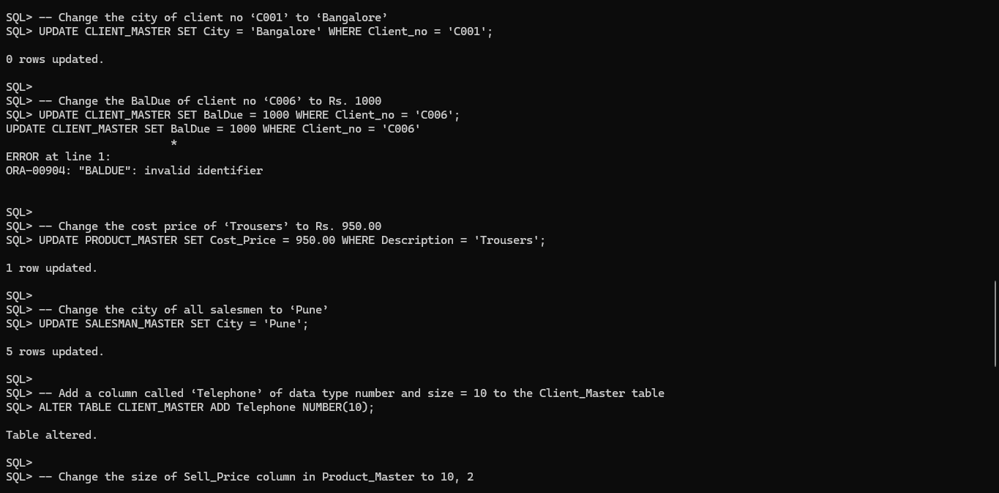 SQL> -- Change the city of client no ‘C001’ to ‘Bangalore’
SQL> UPDATE CLIENT_MASTER SET City = 'Bangalore' WHERE Client_no = 'C001';
0 rows updated.
SQL>
SQL> -- Change the BalDue of client no ‘C006’ to Rs. 1000
SQL> UPDATE CLIENT_MASTER SET BalDue = 1000 WHERE Client_no = 'C006';
UPDATE CLIENT_MASTER SET BalDue = 1000 WHERE Client_no = 'C006'
*
ERROR at line 1:
ORA-00904: "BALDUE": invalid identifier
SQL>
SQL> -- Change the cost price of ‘Trousers’ to Rs. 950.00
SQL> UPDATE PRODUCT_MASTER SET Cost_Price = 950.00 WHERE Description = 'Trousers';
1 row updated.
SQL>
SQL> -- Change the city of all salesmen to ‘Pune’
SQL> UPDATE SALESMAN_MASTER SET City = 'Pune';
5 rows updated.
SQL>
SQL> -- Add a column called ‘Telephone’ of data type number and size = 10 to the Client_Master table
SQL> ALTER TABLE CLIENT_MASTER ADD Telephone NUMBER(10);
Table altered.
SQL>
SQL> -- Change the size of Sell_Price column in Product_Master to 10, 2